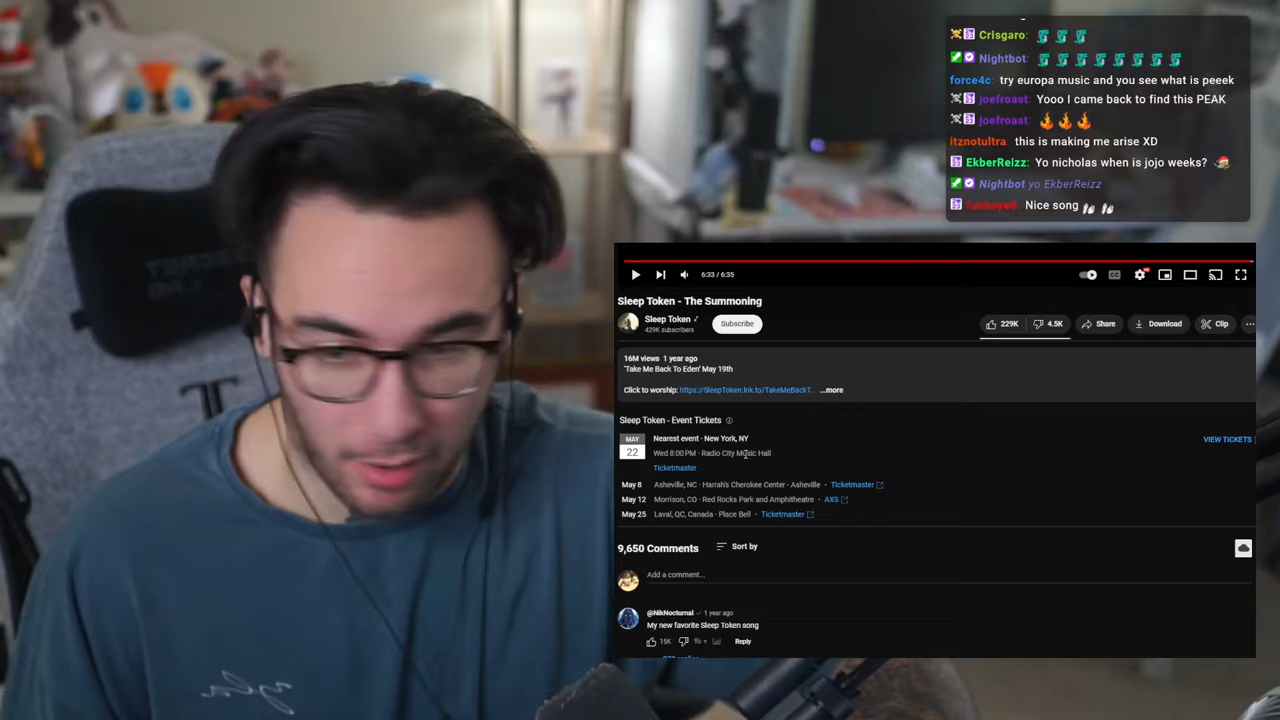 Crisgaro:
Nightbot:
force4c: try europa music and you see what is peeek
joefroast: Yooo I came back to find this PEAK
joefroast:
itznotultra: this is making me arise XD
EkberReizz: Yo nicholas when is jojo weeks?
Nightbot yo EkberReizz
Nice song
6:33 / 6:35
Sleep Token - The Summoning
Sleep Token
429K subscribers
Subscribe
229K
4.5K
Share
Download
Clip
16M views 1 year ago
'Take Me Back To Eden' May 19th
Click to worship: https://SleepToken.lnk.to/TakeMeBackT... ...more
Sleep Token - Event Tickets
MAY
22
Nearest event · New York, NY
Wed 8:00 PM · Radio City Music Hall
Ticketmaster
VIEW TICKETS
May 8 Asheville, NC · Harrah's Cherokee Center - Asheville · Ticketmaster
May 12 Morrison, CO · Red Rocks Park and Amphitheatre · AXS
May 25 Laval, QC, Canada · Place Bell · Ticketmaster
9,650 Comments
Sort by
Add a comment...
@NikNocturnal 1 year ago
My new favorite Sleep Token song
15K
Reply